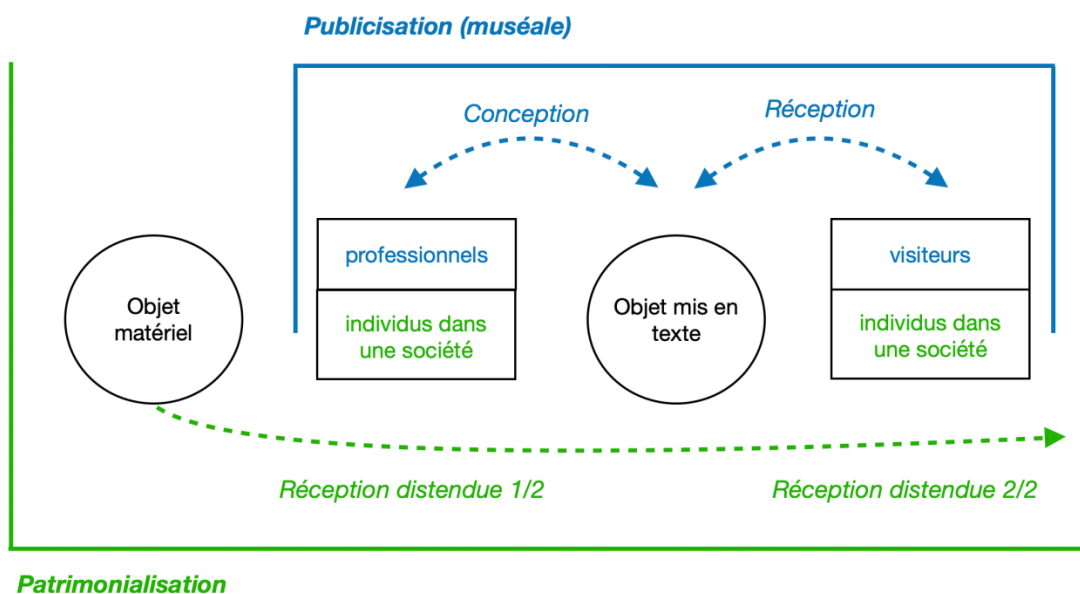 Publicisation (muséale)
Conception
Réception
Objet
matériel
professionnels
individus dans
une société
Objet mis en
texte
visiteurs
individus dans
une société
Réception distendue 1/2
Réception distendue 2/2
Patrimonialisation